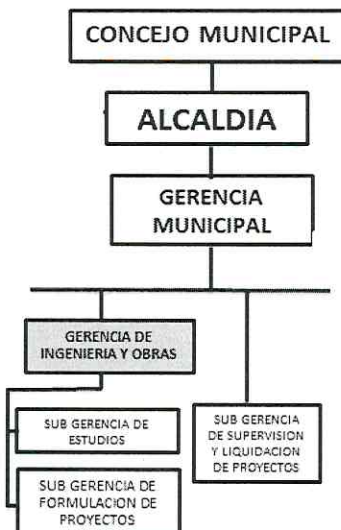 CONCEJO MUNICIPAL
ALCALDIA
GERENCIA
MUNICIPAL
GERENCIA DE
INGENIERIA Y OBRAS
SUB GERENCIA DE
ESTUDIOS
SUB GERENCIA DE
FORMULACION DE
PROYECTOS
SUB GERENCIA
DE SUPERVISION
Y LIQUIDACION
DE PROYECTOS